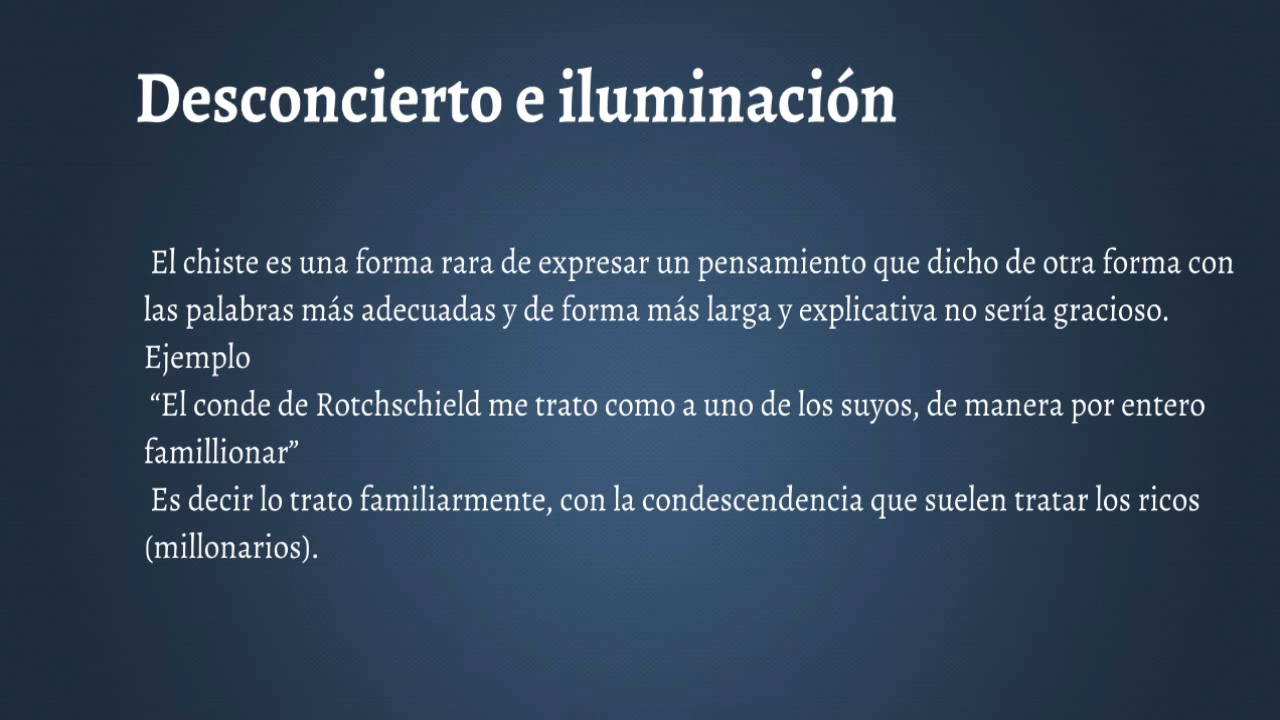 Desconcierto e iluminación
El chiste es una forma rara de expresar un pensamiento que dicho de otra forma con
las palabras más adecuadas y de forma más larga y explicativa no sería gracioso.
Ejemplo
“El conde de Rotchschield me trato como a uno de los suyos, de manera por entero
famillionar”
Es decir lo trato familiarmente, con la condescendencia que suelen tratar los ricos
(millonarios).